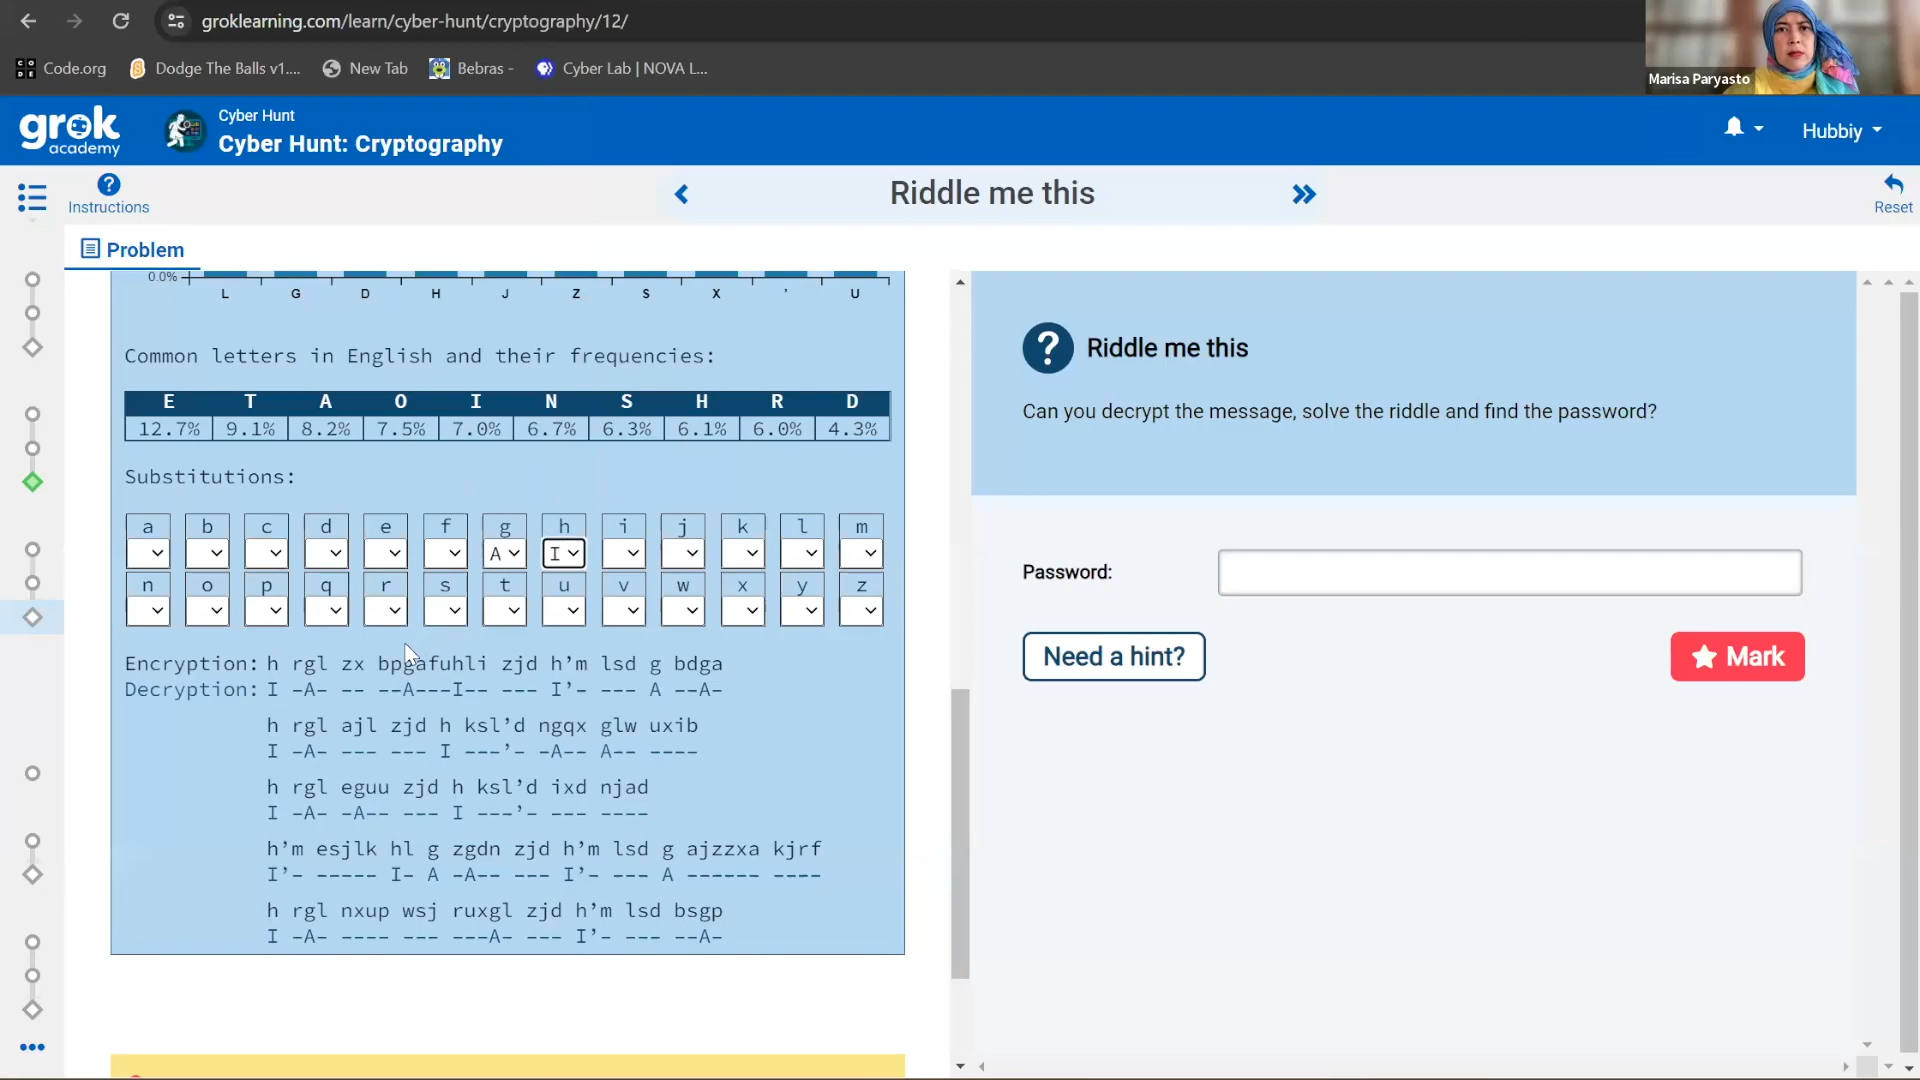 groklearning.com/learn/cyber-hunt/cryptography/12/
Code.org Dodge The Balls v1.... New Tab Bebras - Cyber Lab | NOVA L...
Marisa Paryasto
grok academy
Cyber Hunt
Cyber Hunt: Cryptography
Hubbiy
Instructions
Riddle me this
Reset
Problem
0.0%
L G D H J Z S X ' U
Common letters in English and their frequencies:
E T A O I N S H R D
12.7% 9.1% 8.2% 7.5% 7.0% 6.7% 6.3% 6.1% 6.0% 4.3%
Substitutions:
a b c d e f g h i j k l m
A I
n o p q r s t u v w x y z
Encryption: h rgl zx bpgafuhli zjd h’m lsd g bdga
Decryption: I -A- -- --A---I-- --- I’- --- A --A-
h rgl ajl zjd h ksl’d ngqx glw uxib
I -A- --- --- I ---’- -A-- A-- ----
h rgl eguu zjd h ksl’d ixd njad
I -A- -A-- --- I ---’- --- ----
h’m esjlk hl g zgdn zjd h’m lsd g ajzzxa kjrf
I’- ----- I- A -A-- --- I’- --- A ------ ----
h rgl nxup wsj ruxgl zjd h’m lsd bsgp
I -A- ---- --- ---A- --- I’- --- --A-
? Riddle me this
Can you decrypt the message, solve the riddle and find the password?
Password:
Need a hint?
Mark